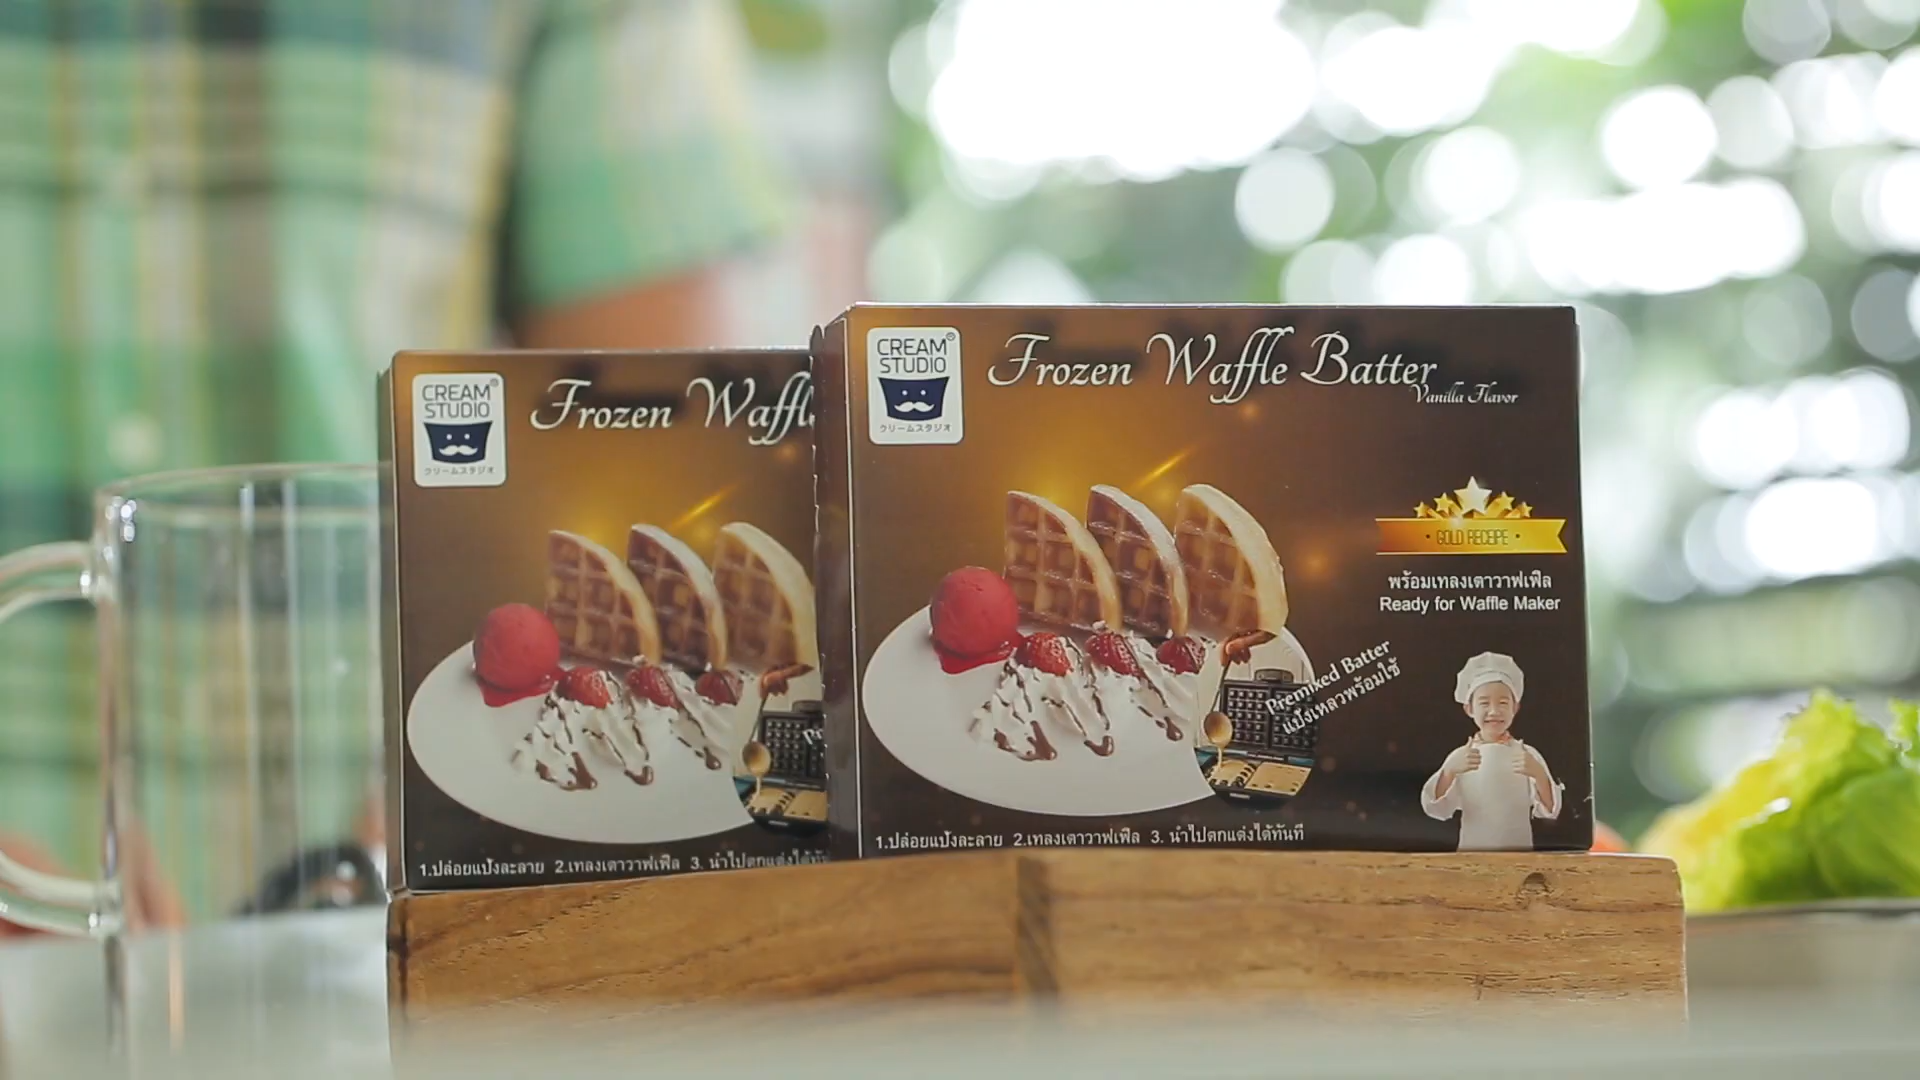 CREAM®
STUDIO
クリームスタジオ
Frozen Waffl
1.ปล่อยแป้งละลาย 2.เทลงเตาวาฟเฟิล 3. นำไปตกแต่งได้ทัน
CREAM®
STUDIO
クリームスタジオ
Frozen Waffle Batter
Vanilla Flavor
• GOLD RECEIPE •
พร้อมเทลงเตาวาฟเฟิล
Ready for Waffle Maker
Premixed Batter
แป้งเหลวพร้อมใช้
1.ปล่อยแป้งละลาย 2.เทลงเตาวาฟเฟิล 3. นำไปตกแต่งได้ทันที